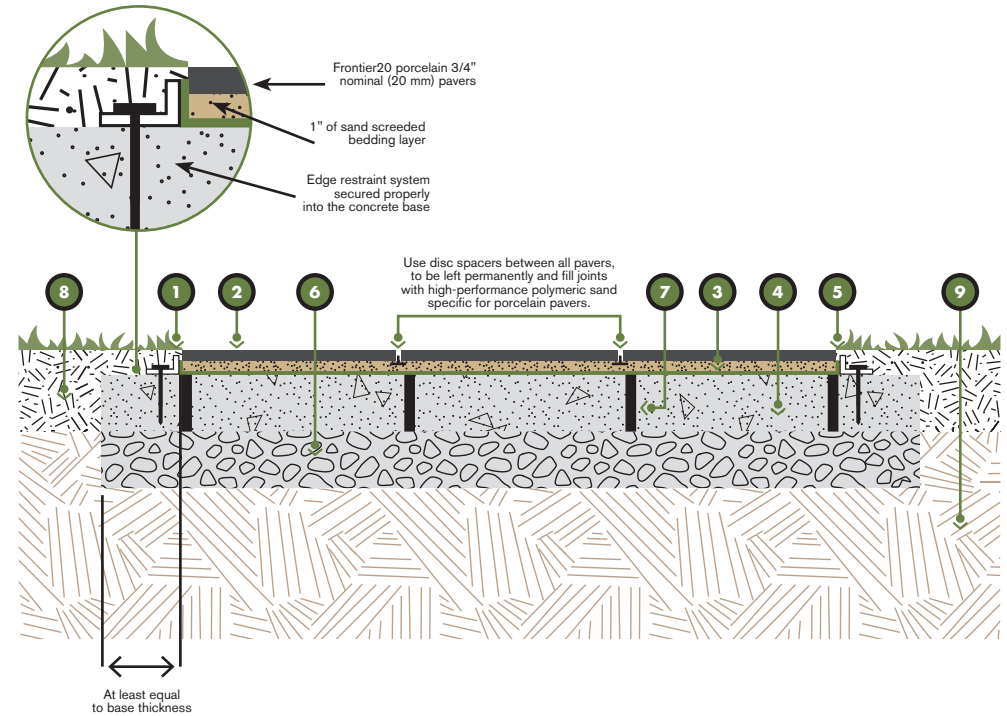 Frontier20 porcelain 3/4"
nominal (20 mm) pavers
1" of sand screeded
bedding layer
Edge restraint system
secured properly
into the concrete base
Use disc spacers between all pavers,
to be left permanently and fill joints
with high-performance polymeric sand
specific for porcelain pavers.
8
1
2
6
7
3
4
5
9
At least equal
to base thickness